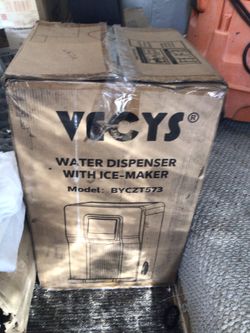 VECYS®
WATER DISPENSER
WITH ICE-MAKER
Model: BYCZT573